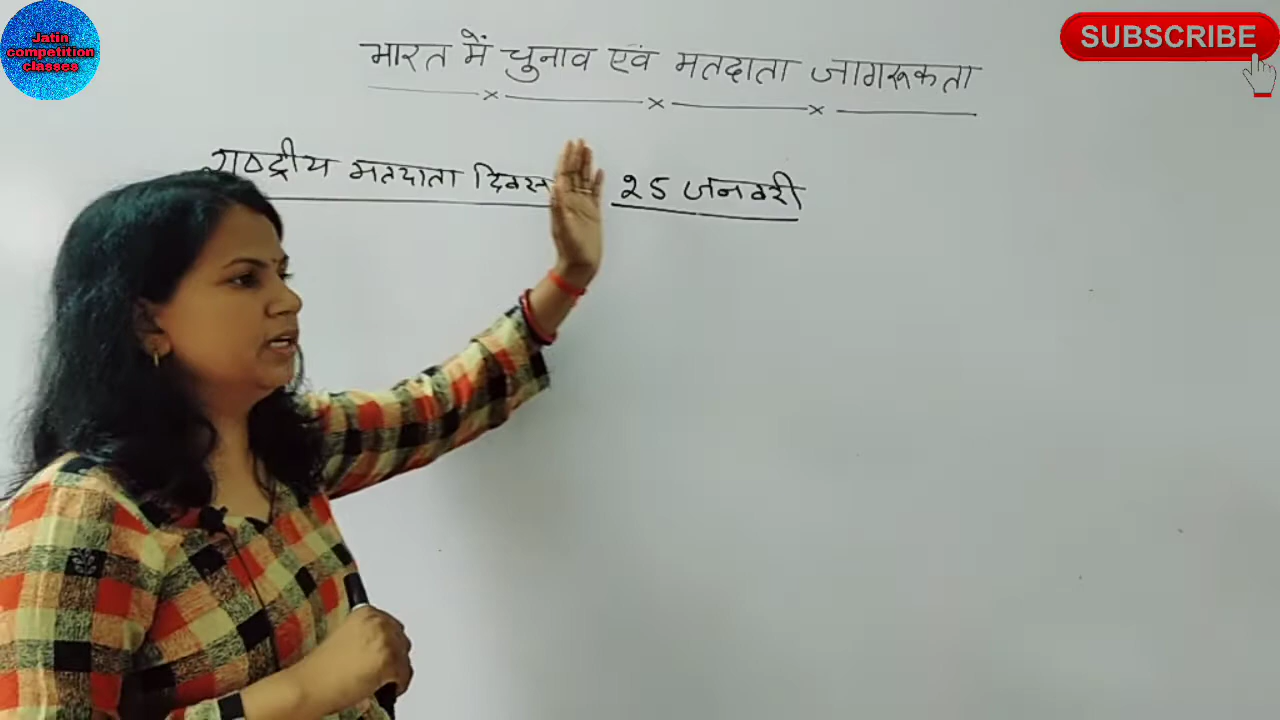 Jatin
competition
classes
SUBSCRIBE
भारत में चुनाव एवं मतदाता जागरूकता
राष्ट्रीय मतदाता दिवस 25 जनवरी